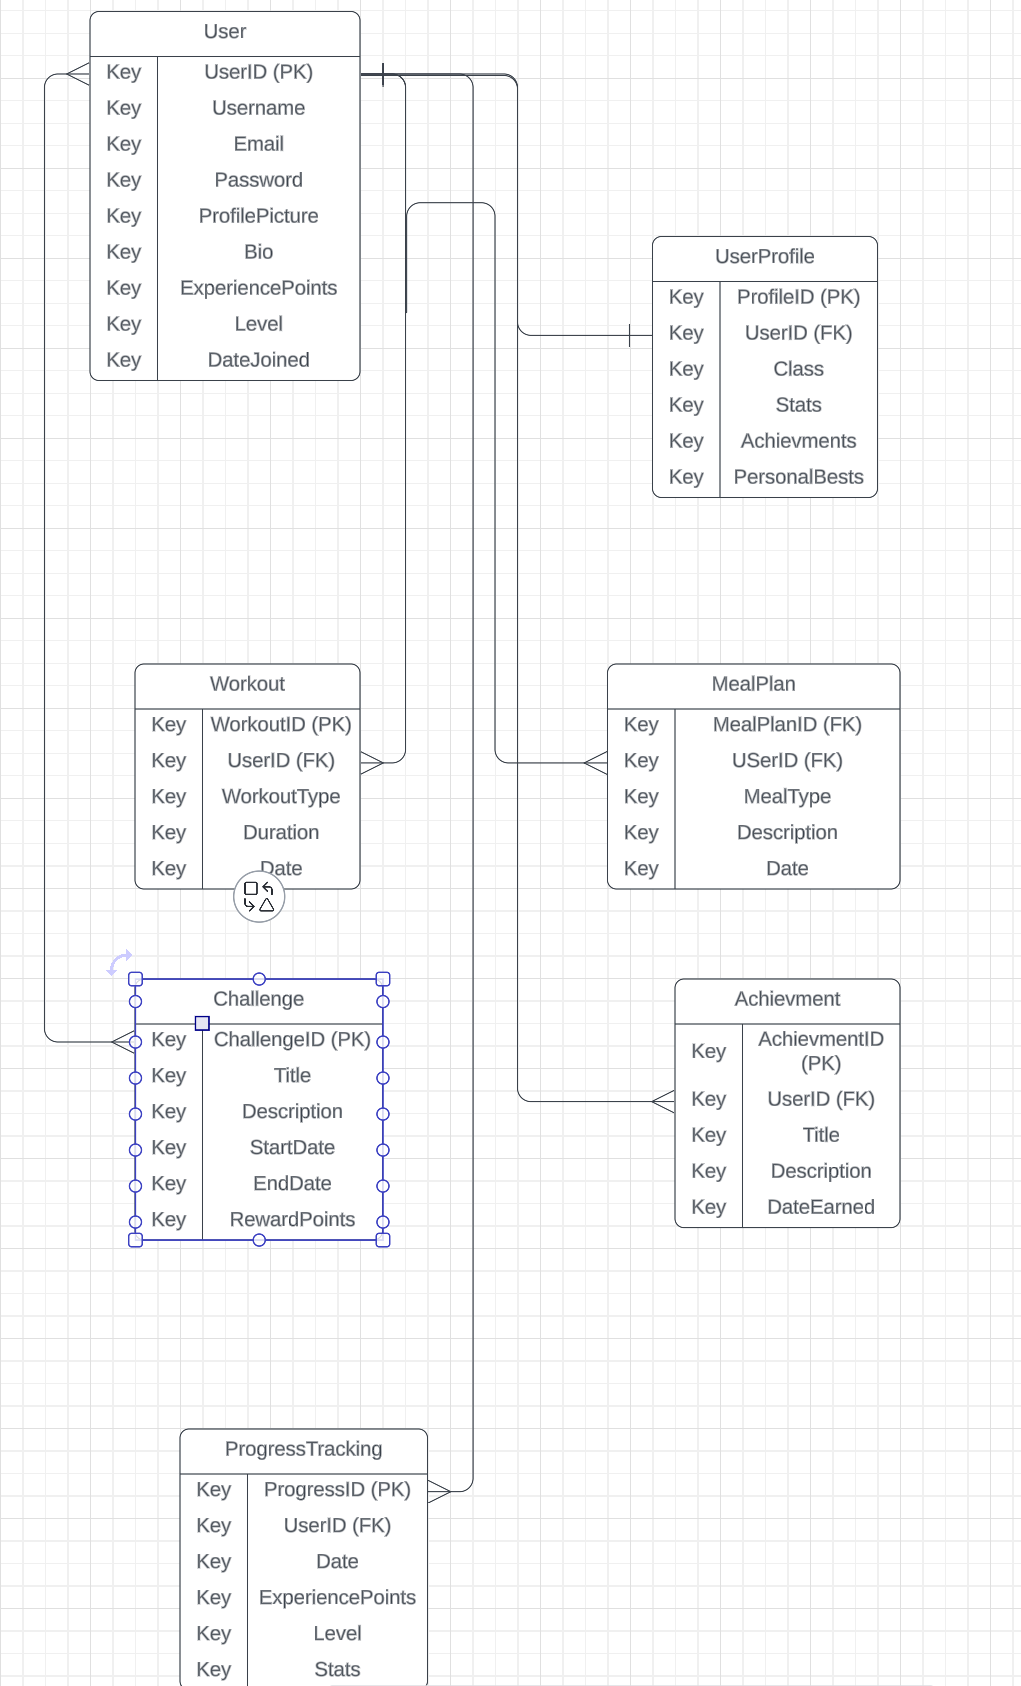 User
Key UserID (PK)
Key Username
Key Email
Key Password
Key ProfilePicture
Key Bio
Key ExperiencePoints
Key Level
Key DateJoined
UserProfile
Key ProfileID (PK)
Key UserID (FK)
Key Class
Key Stats
Key Achievments
Key PersonalBests
Workout
Key WorkoutID (PK)
Key UserID (FK)
Key WorkoutType
Key Duration
Key Date
MealPlan
Key MealPlanID (FK)
Key USerID (FK)
Key MealType
Key Description
Key Date
Challenge
Key ChallengeID (PK)
Key Title
Key Description
Key StartDate
Key EndDate
Key RewardPoints
Achievment
Key AchievmentID
(PK)
Key UserID (FK)
Key Title
Key Description
Key DateEarned
ProgressTracking
Key ProgressID (PK)
Key UserID (FK)
Key Date
Key ExperiencePoints
Key Level
Key Stats